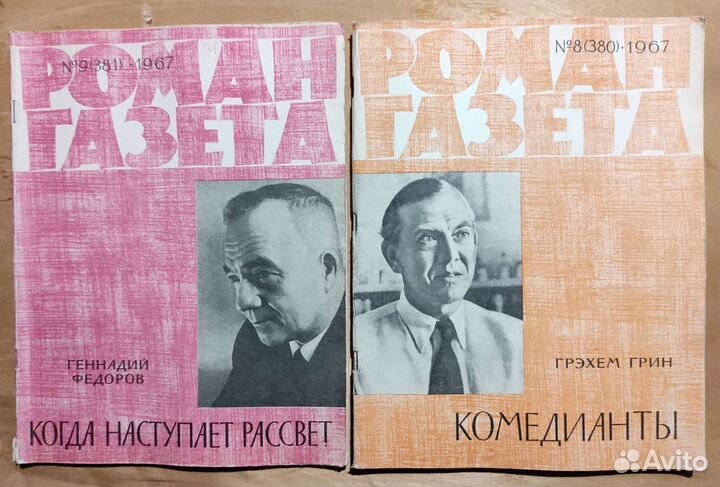 №9(381)·1967
РОМАН
ГАЗЕТА
ГЕННАДИЙ
ФЕДОРОВ
КОГДА НАСТУПАЕТ РАССВЕТ
№8(380)·1967
РОМАН
ГАЗЕТА
ГРЭХЕМ ГРИН
КОМЕДИАНТЫ
Avito